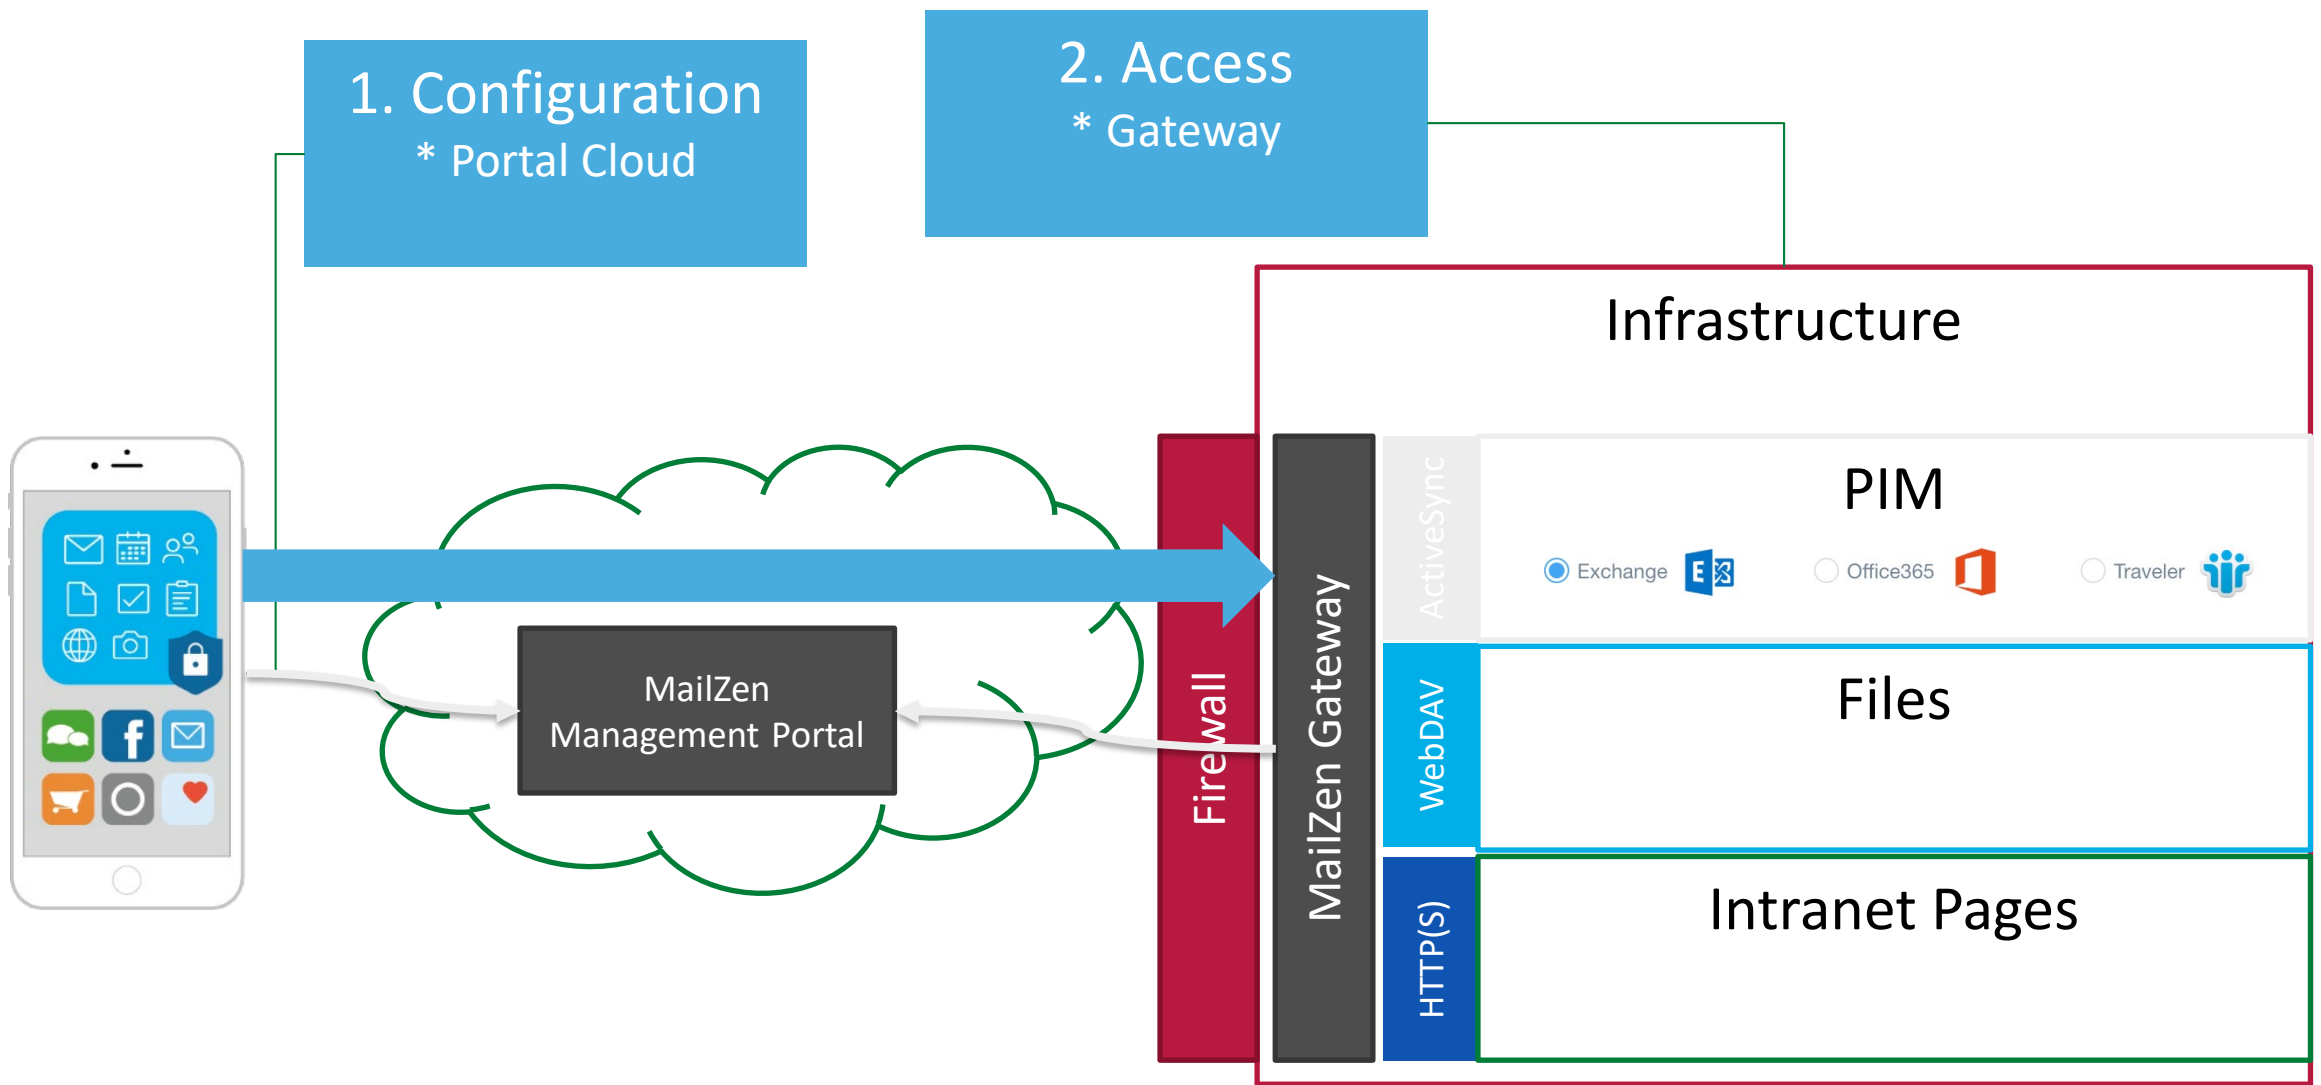 1. Configuration
* Portal Cloud
2. Access
* Gateway
Infrastructure
MailZen
Management Portal
Firewall
MailZen Gateway
ActiveSync
PIM
Exchange
Office365
Traveler
WebDAV
Files
HTTP(S)
Intranet Pages